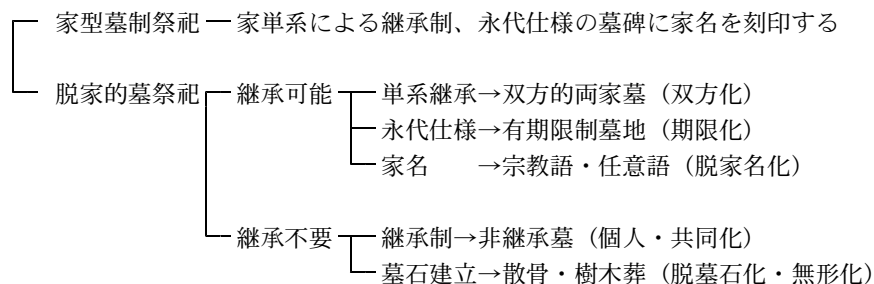 家型墓制祭祀 家単系による継承制、永代仕様の墓碑に家名を刻印する
脱家的墓祭祀 継承可能 単系継承→双方的両家墓（双方化）
永代仕様→有期限制墓地（期限化）
家名　→宗教語・任意語（脱家名化）
継承不要 継承制→非継承墓（個人・共同化）
墓石建立→散骨・樹木葬（脱墓石化・無形化）